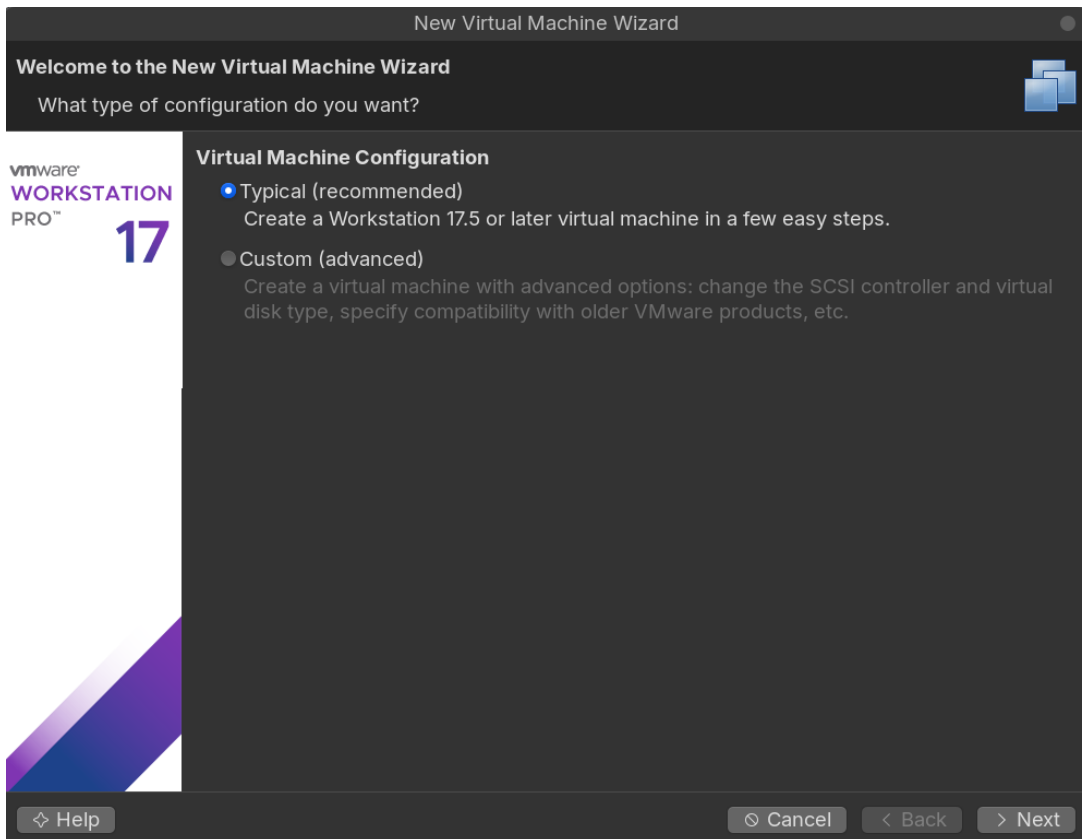 New Virtual Machine Wizard
Welcome to the New Virtual Machine Wizard
What type of configuration do you want?
vmware®
WORKSTATION
PRO™
17
Virtual Machine Configuration
Typical (recommended)
Create a Workstation 17.5 or later virtual machine in a few easy steps.
Custom (advanced)
Create a virtual machine with advanced options: change the SCSI controller and virtual
disk type, specify compatibility with older VMware products, etc.
Help
Cancel
Back
Next